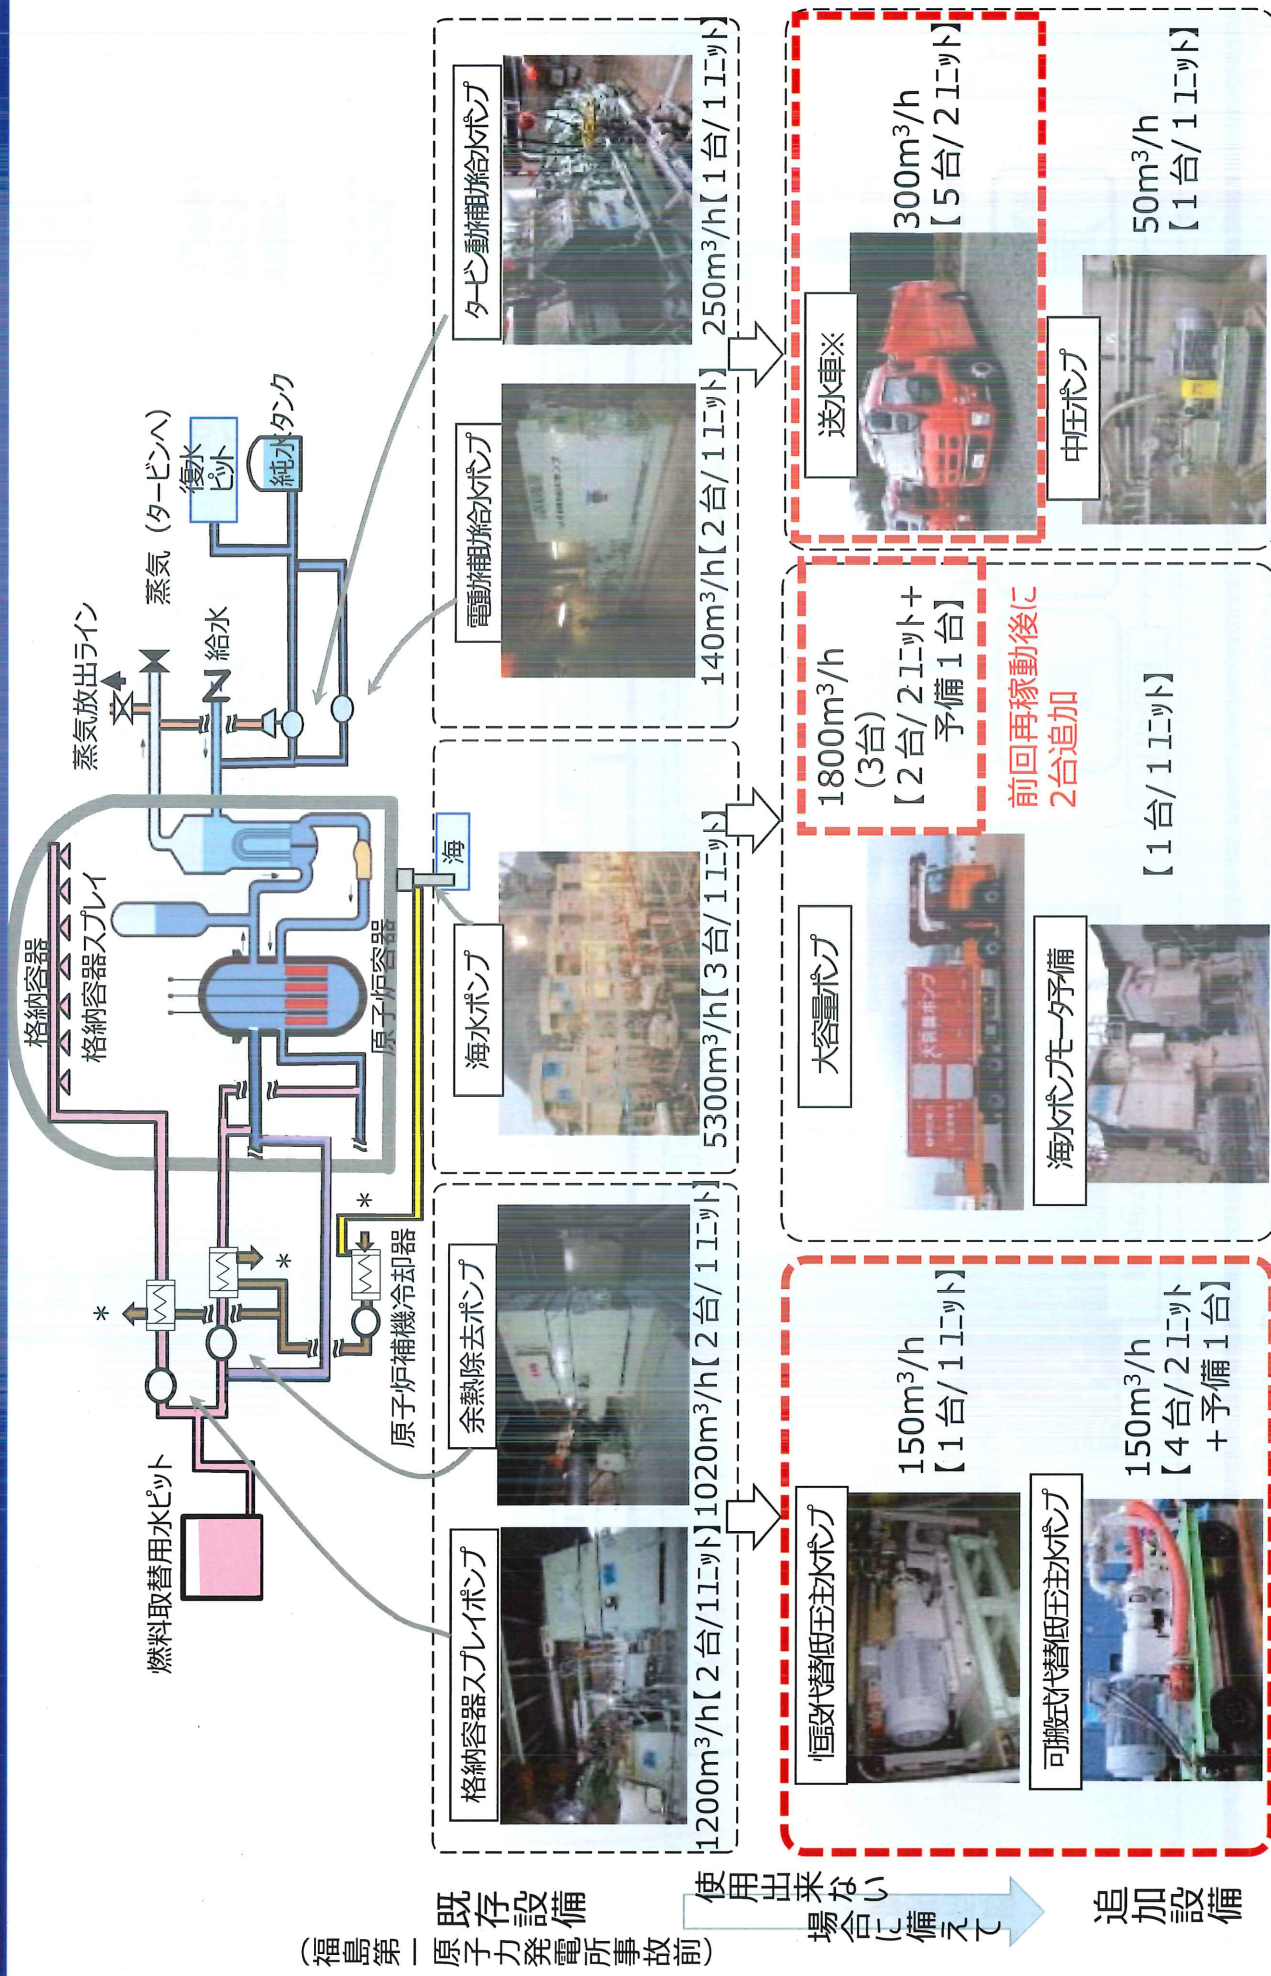 格納容器
格納容器スプレイ
蒸気放出ライン
蒸気（タービンへ）
復水
ピット
純水タンク
給水
燃料取替用水ピット
*
*
*
原子炉容器
原子炉補機冷却器
海
既存設備
（福島第一原子力発電所事故前）
格納容器スプレイポンプ
1200m³/h【２台/1ユニット】
余熱除去ポンプ
1020m³/h【２台/１ユニット】
海水ポンプ
5300m³/h【３台/１ユニット】
電動補助給水ポンプ
140m³/h【２台/１ユニット】
タービン動補助給水ポンプ
250m³/h【１台/１ユニット】
使用出来ない
場合に備えて
追加設備
恒設代替低圧注水ポンプ
150m³/h
【１台/１ユニット】
可搬式代替低圧注水ポンプ
150m³/h
【４台/２ユニット
＋予備１台】
大容量ポンプ
大容量ポンプ
1800m³/h
（3台）
【２台/２ユニット＋
予備１台】
前回再稼動後に
2台追加
海水ポンプモータ予備
【１台/１ユニット】
送水車※
300m³/h
【５台/２ユニット】
中圧ポンプ
50m³/h
【１台/１ユニット】